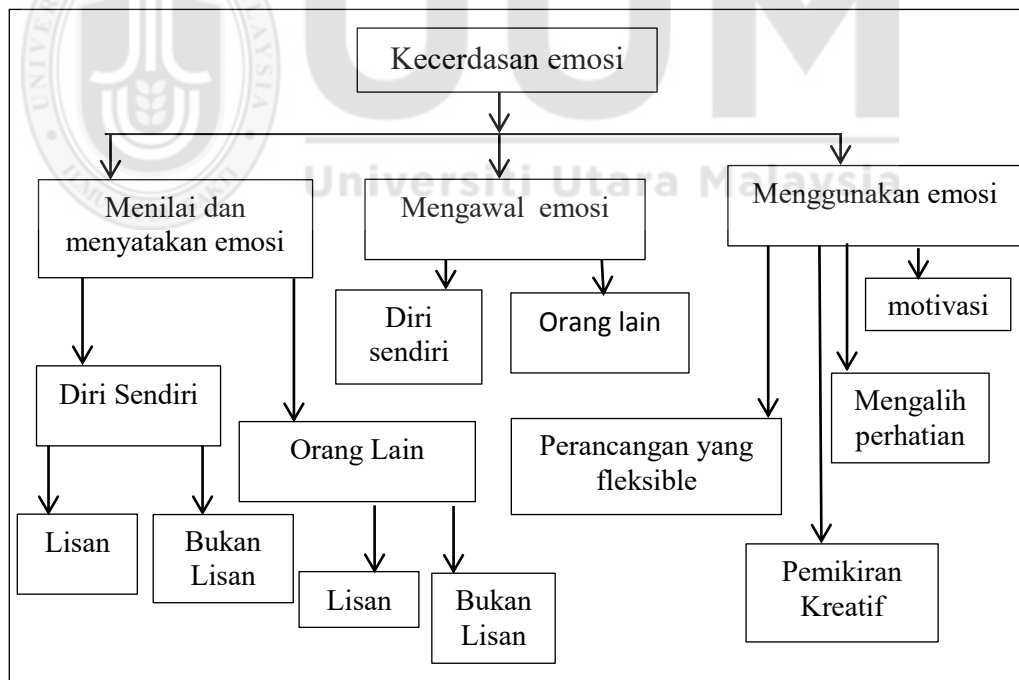 Kecerdasan emosi
Menilai dan
menyatakan emosi
Mengawal emosi
Menggunakan emosi
Diri
sendiri
Orang lain
motivasi
Diri Sendiri
Orang Lain
Perancangan yang
fleksible
Mengalih
perhatian
Lisan
Bukan
Lisan
Lisan
Bukan
Lisan
Pemikiran
Kreatif
UUM
Universiti Utara Malaysia